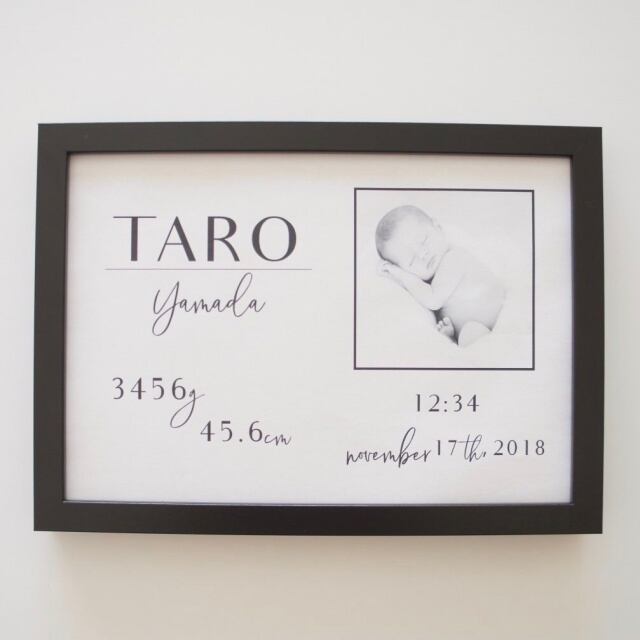 TARO
Yamada
3456g
45.6cm
12:34
november 17th, 2018